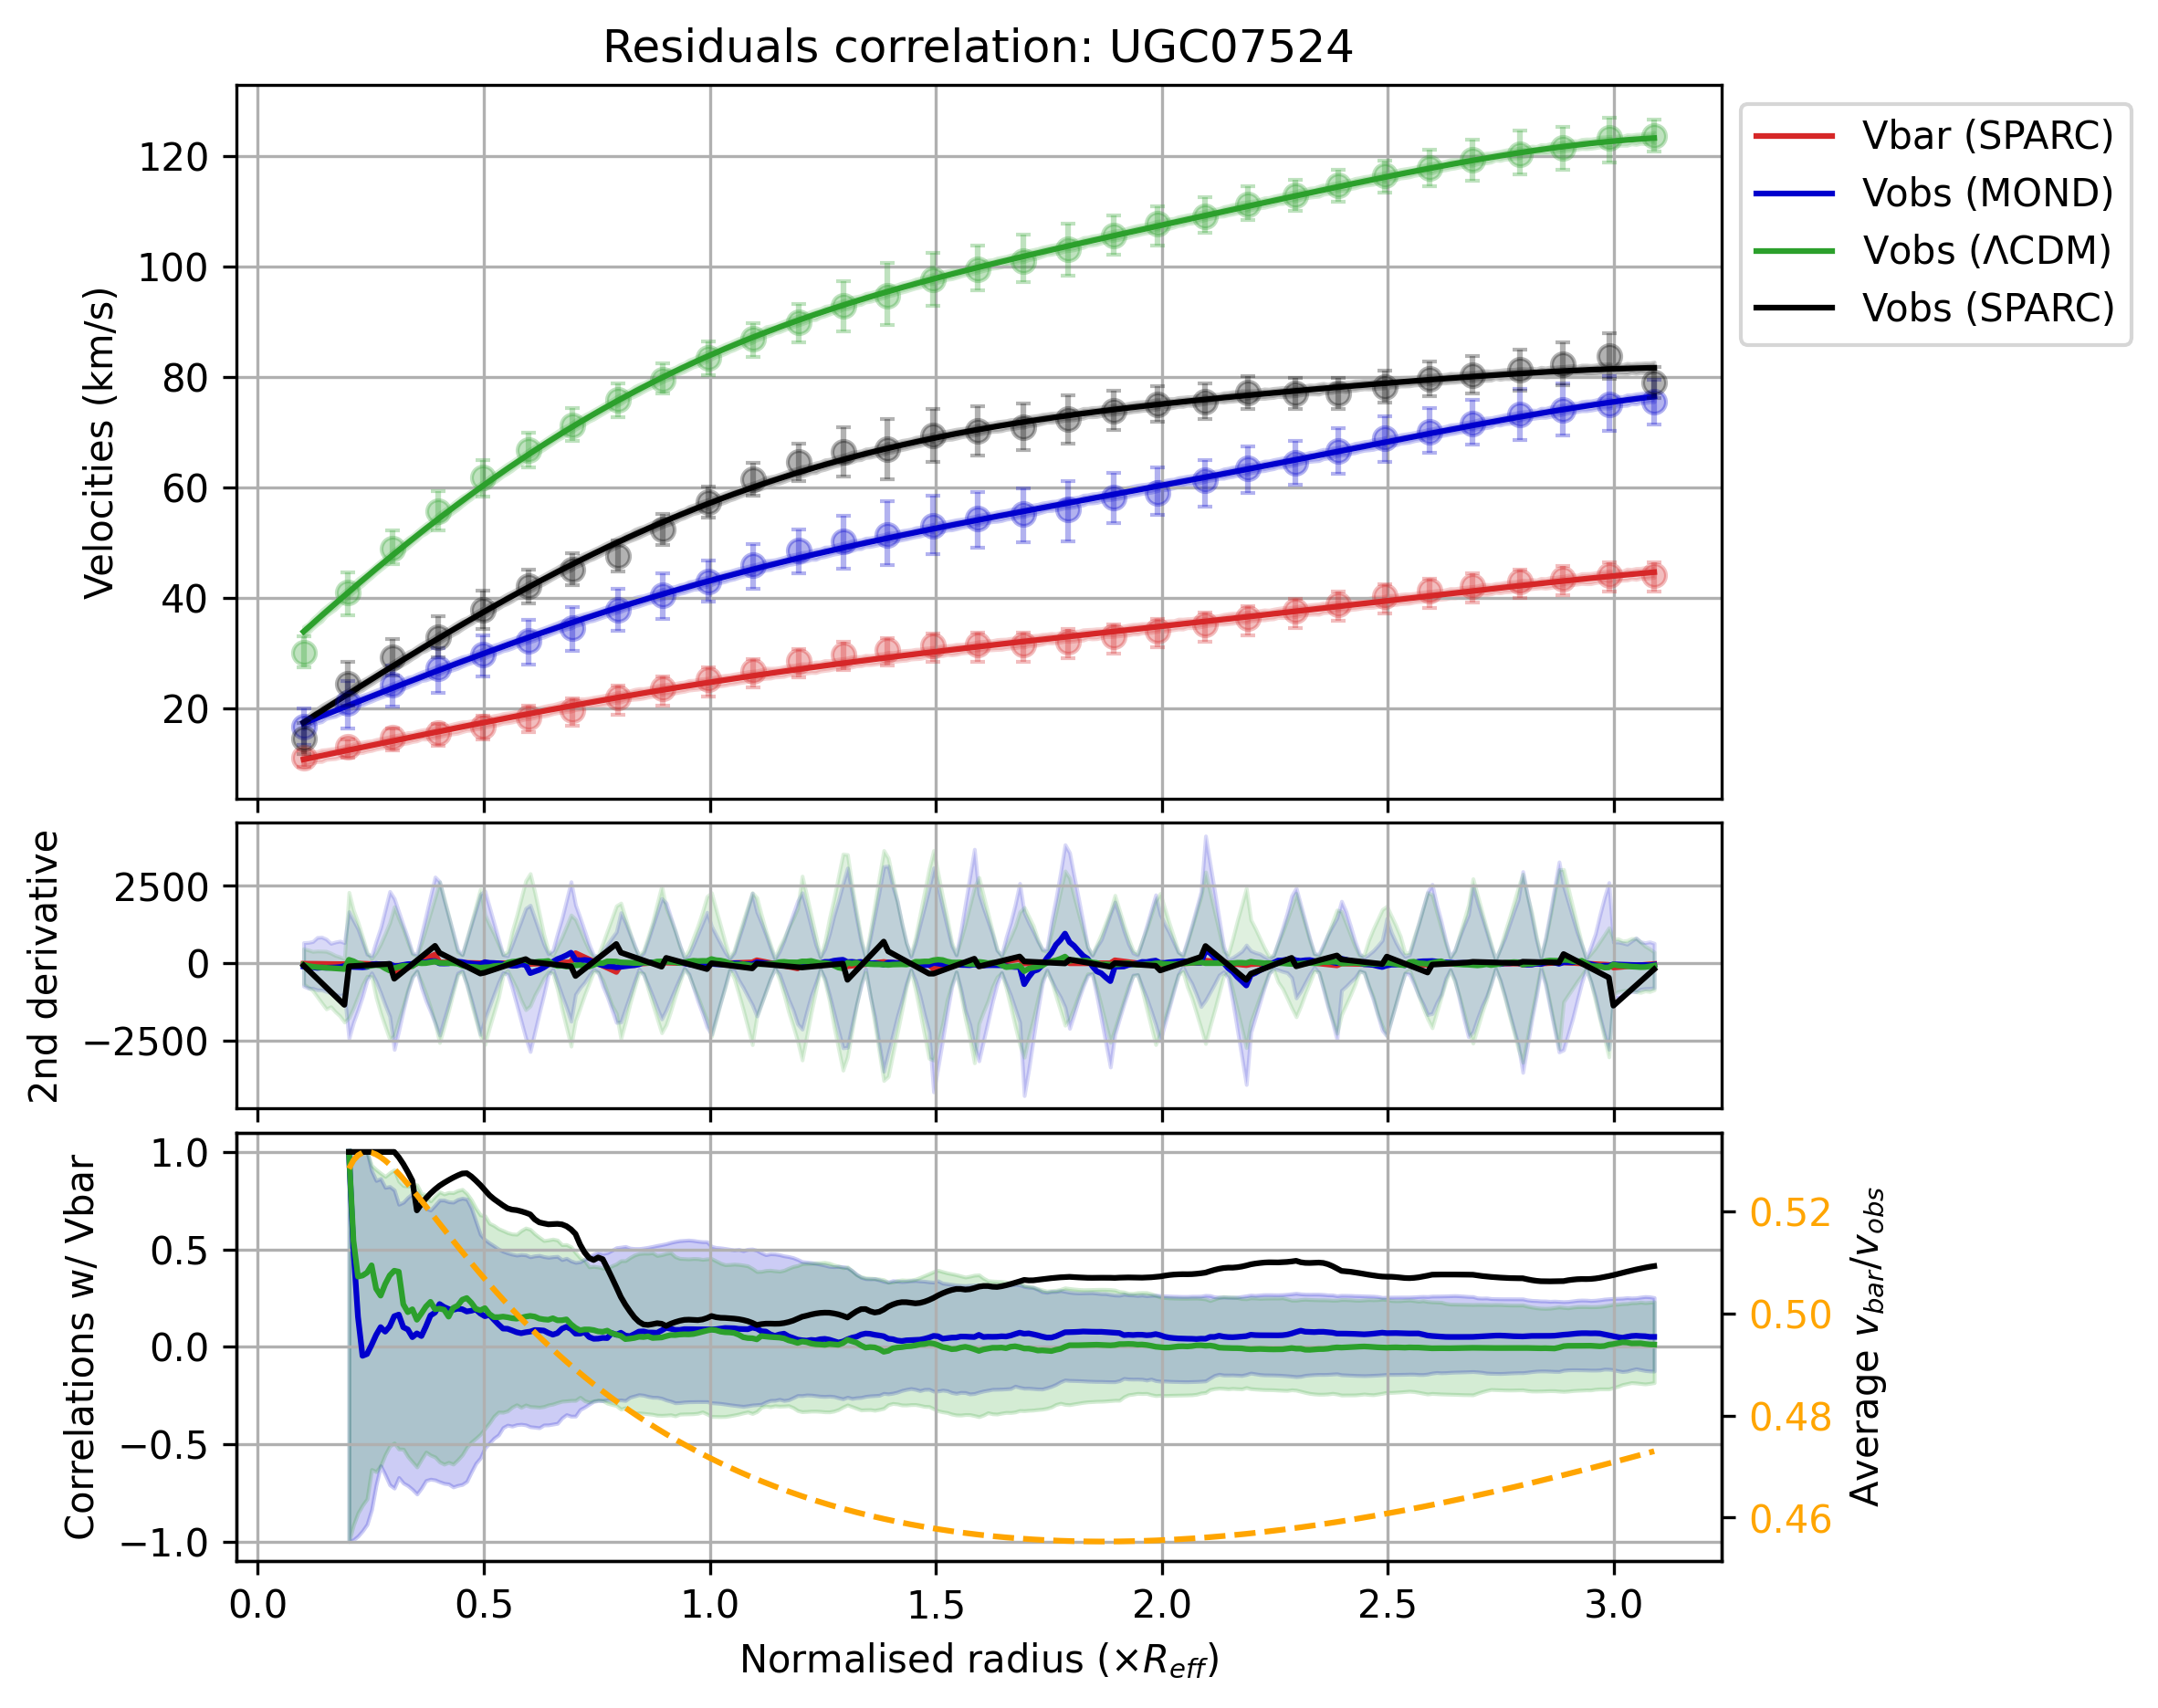 Residuals correlation: UGC07524
Velocities (km/s)
120
100
80
60
40
20
Vbar (SPARC)
Vobs (MOND)
Vobs (ΛCDM)
Vobs (SPARC)
2nd derivative
2500
0
−2500
Correlations w/ Vbar
1.0
0.5
0.0
−0.5
−1.0
0.52
0.50
0.48
0.46
Average v_bar/v_obs
0.0 0.5 1.0 1.5 2.0 2.5 3.0
Normalised radius (×R_eff)